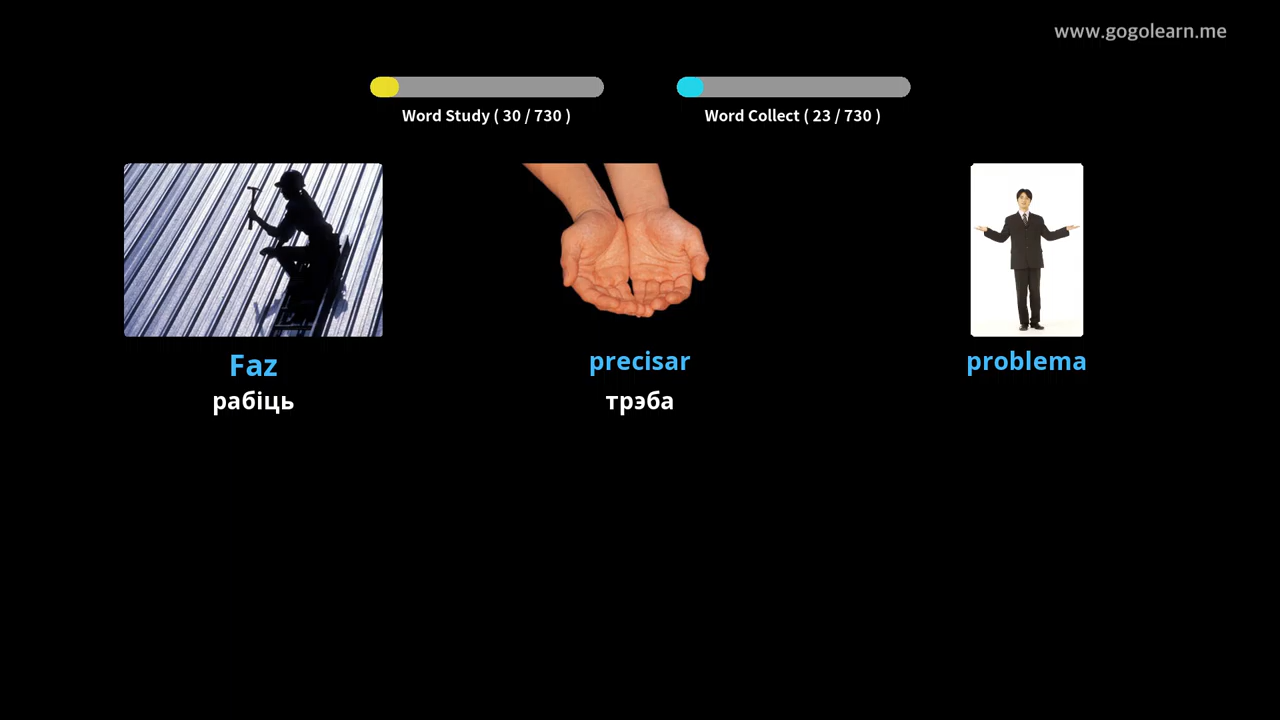 www.gogolearn.me
Word Study ( 30 / 730 )
Word Collect ( 23 / 730 )
Faz
рабіць
precisar
трэба
problema